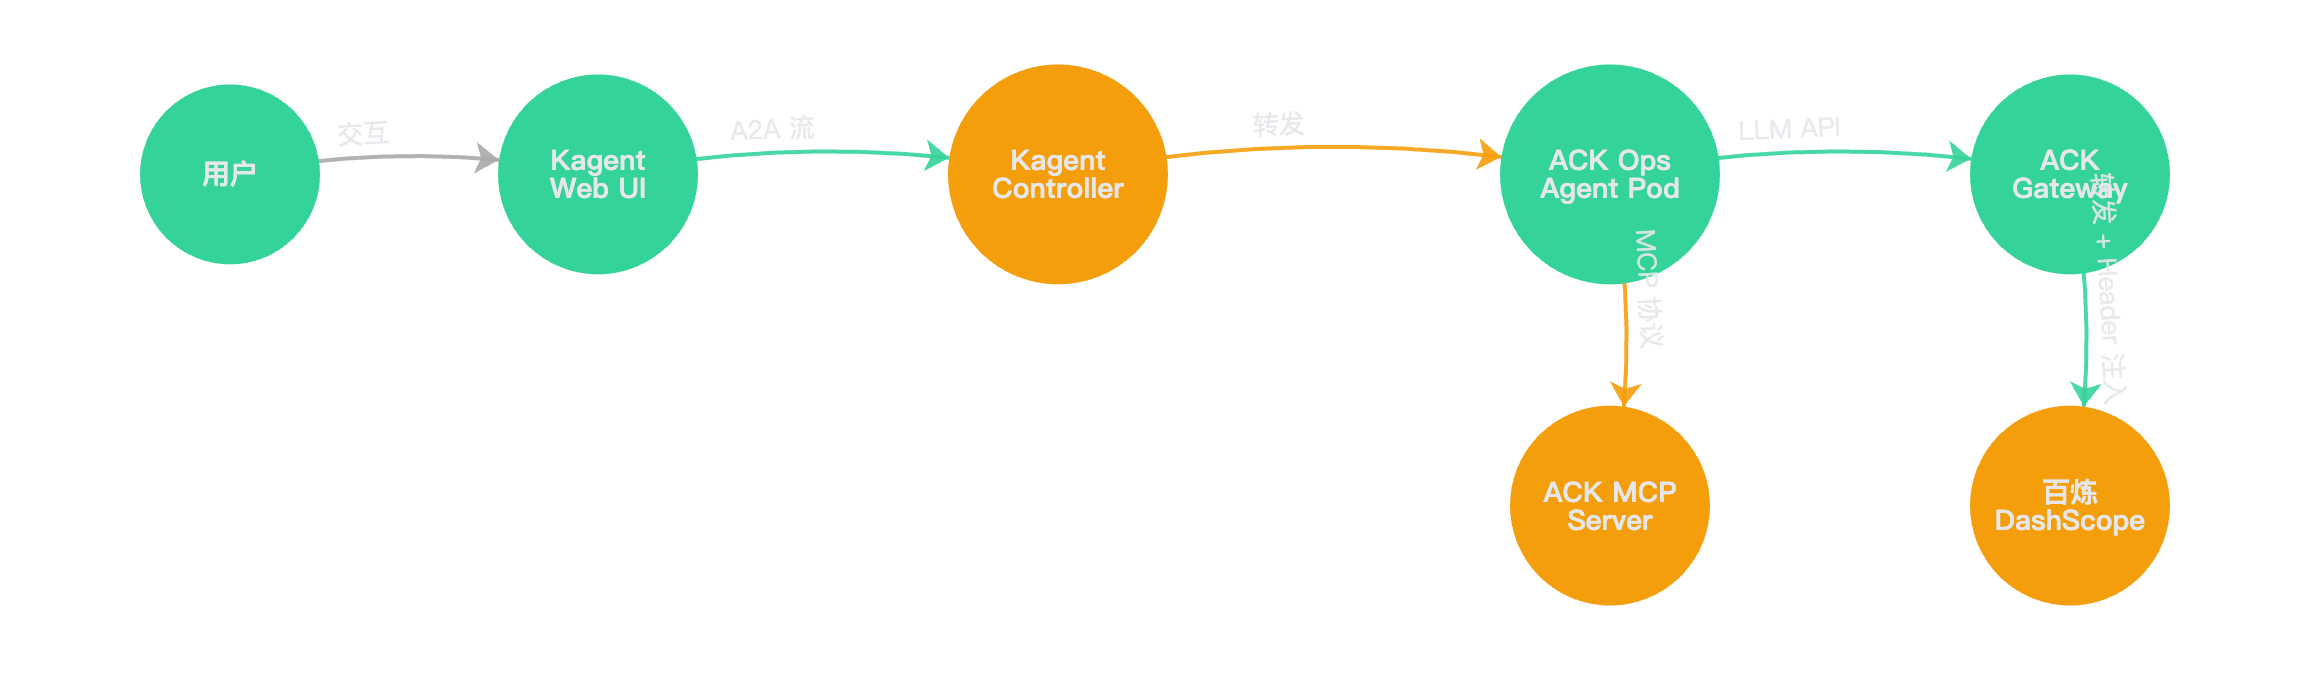 用户
交互
Kagent
Web UI
A2A 流
Kagent
Controller
转发
ACK Ops
Agent Pod
LLM API
ACK
Gateway
MCP 协议
转发 + Header 注入
ACK MCP
Server
百炼
DashScope